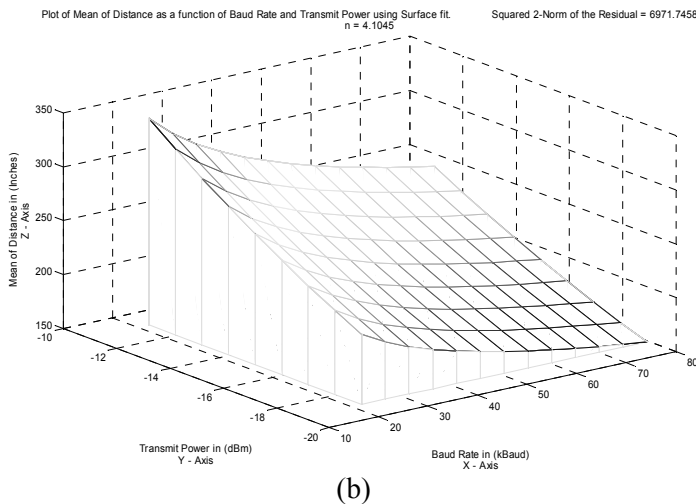 Plot of Mean of Distance as a function of Baud Rate and Transmit Power using Surface fit.
Squared 2-Norm of the Residual = 6971.7458
n = 4.1045
350
300
250
200
150
Mean of Distance in (Inches)
Z - Axis
-10
-12
-14
-16
-18
-20
Transmit Power in (dBm)
Y - Axis
10
20
30
40
50
60
70
80
Baud Rate in (kBaud)
X - Axis
(b)